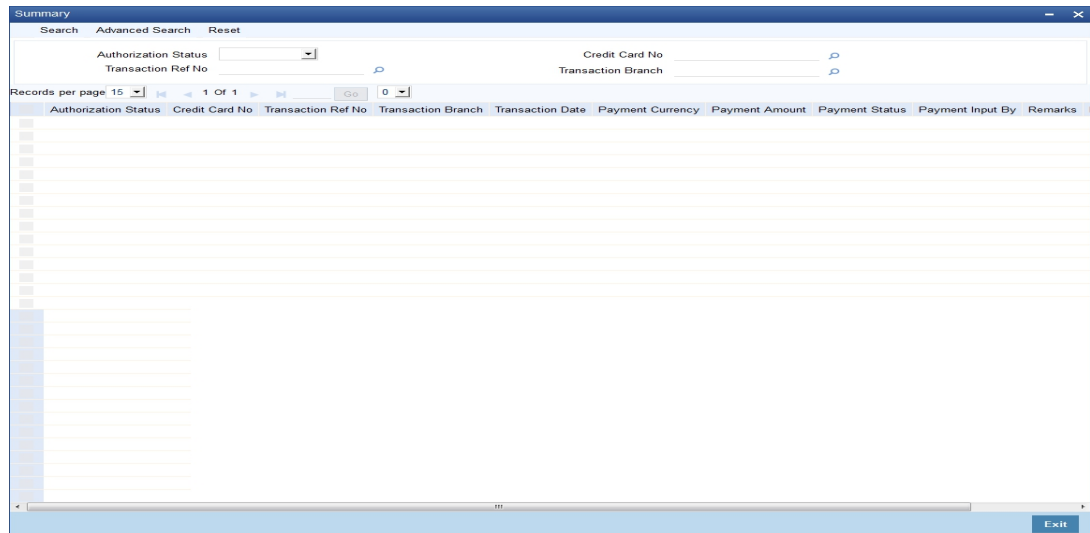 Summary
Search Advanced Search Reset
Authorization Status Credit Card No
Transaction Ref No Transaction Branch
Records per page 15 1 Of 1 Go 0
Authorization Status Credit Card No Transaction Ref No Transaction Branch Transaction Date Payment Currency Payment Amount Payment Status Payment Input By Remarks
Exit